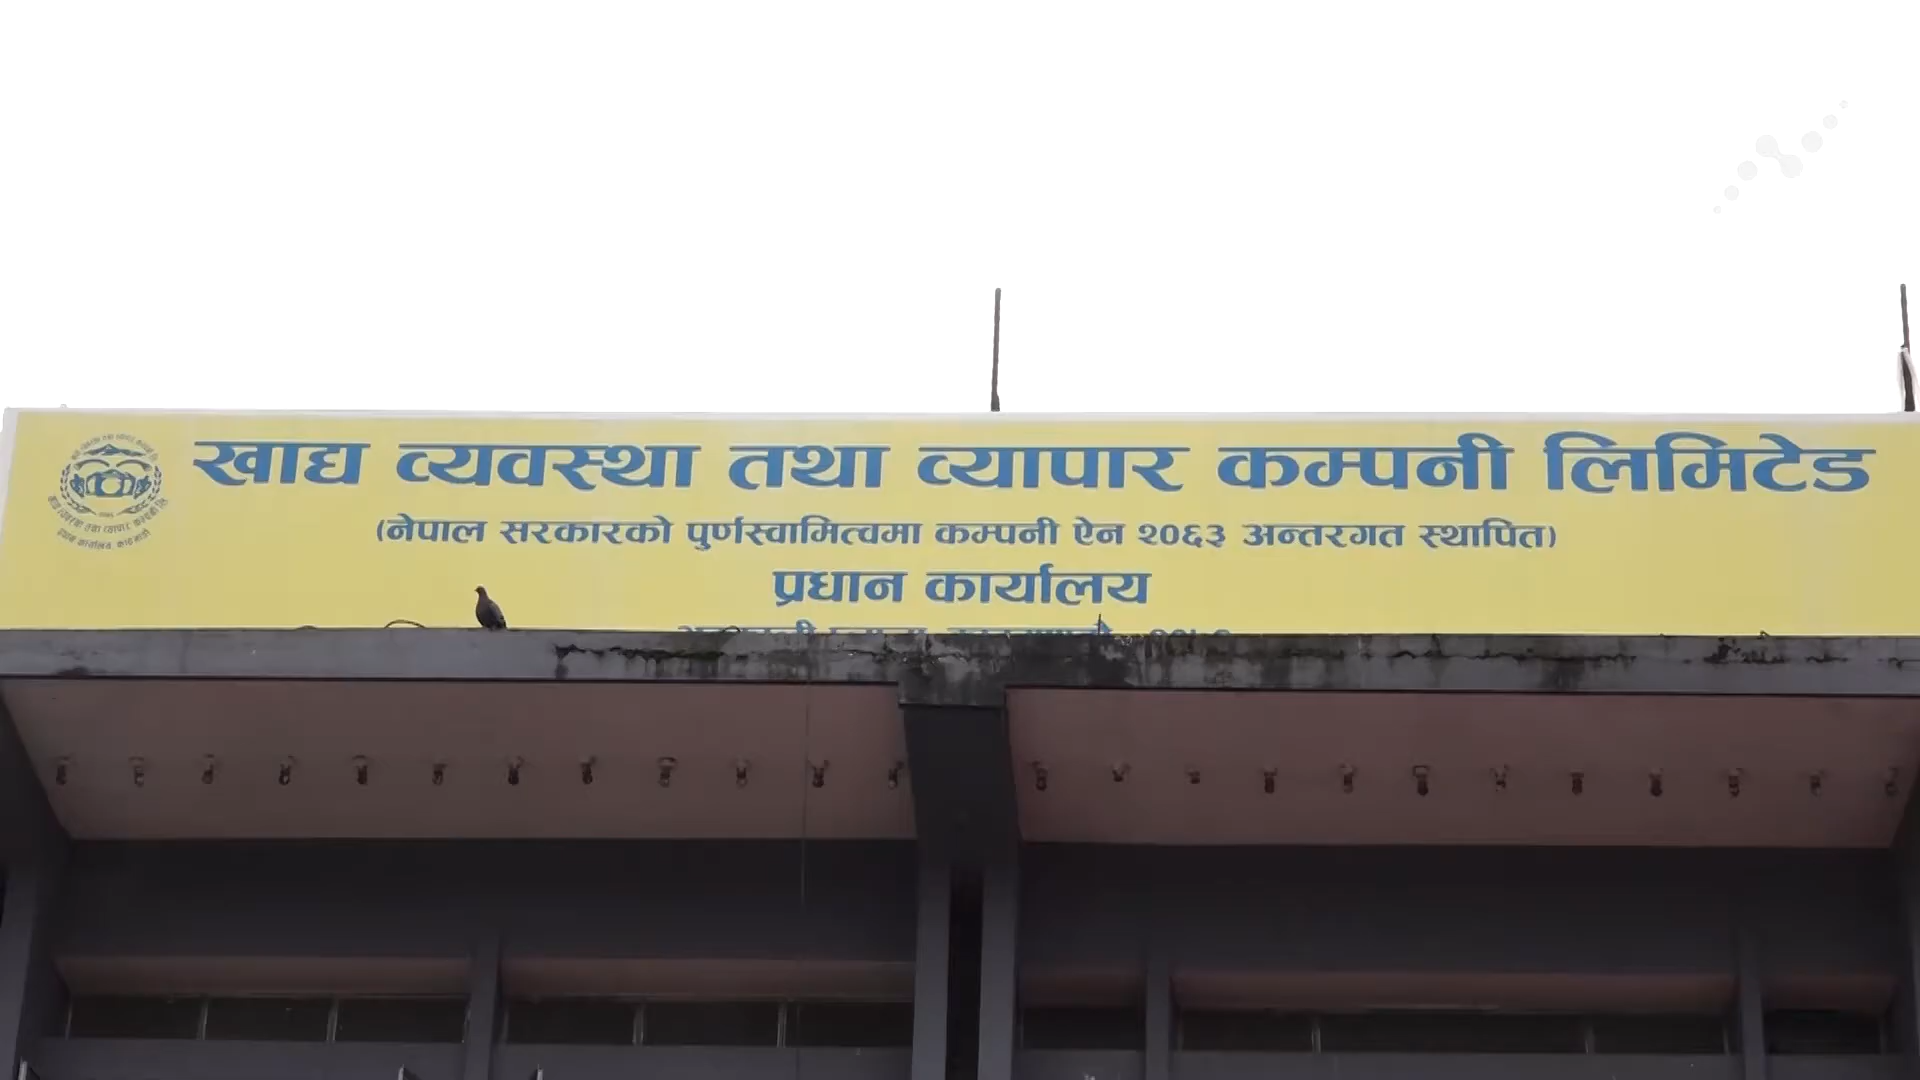 खाद्य व्यवस्था तथा व्यापार कम्पनी लिमिटेड
(नेपाल सरकारको पुर्णस्वामित्वमा कम्पनी ऐन २०६३ अन्तरगत स्थापित)
प्रधान कार्यालय